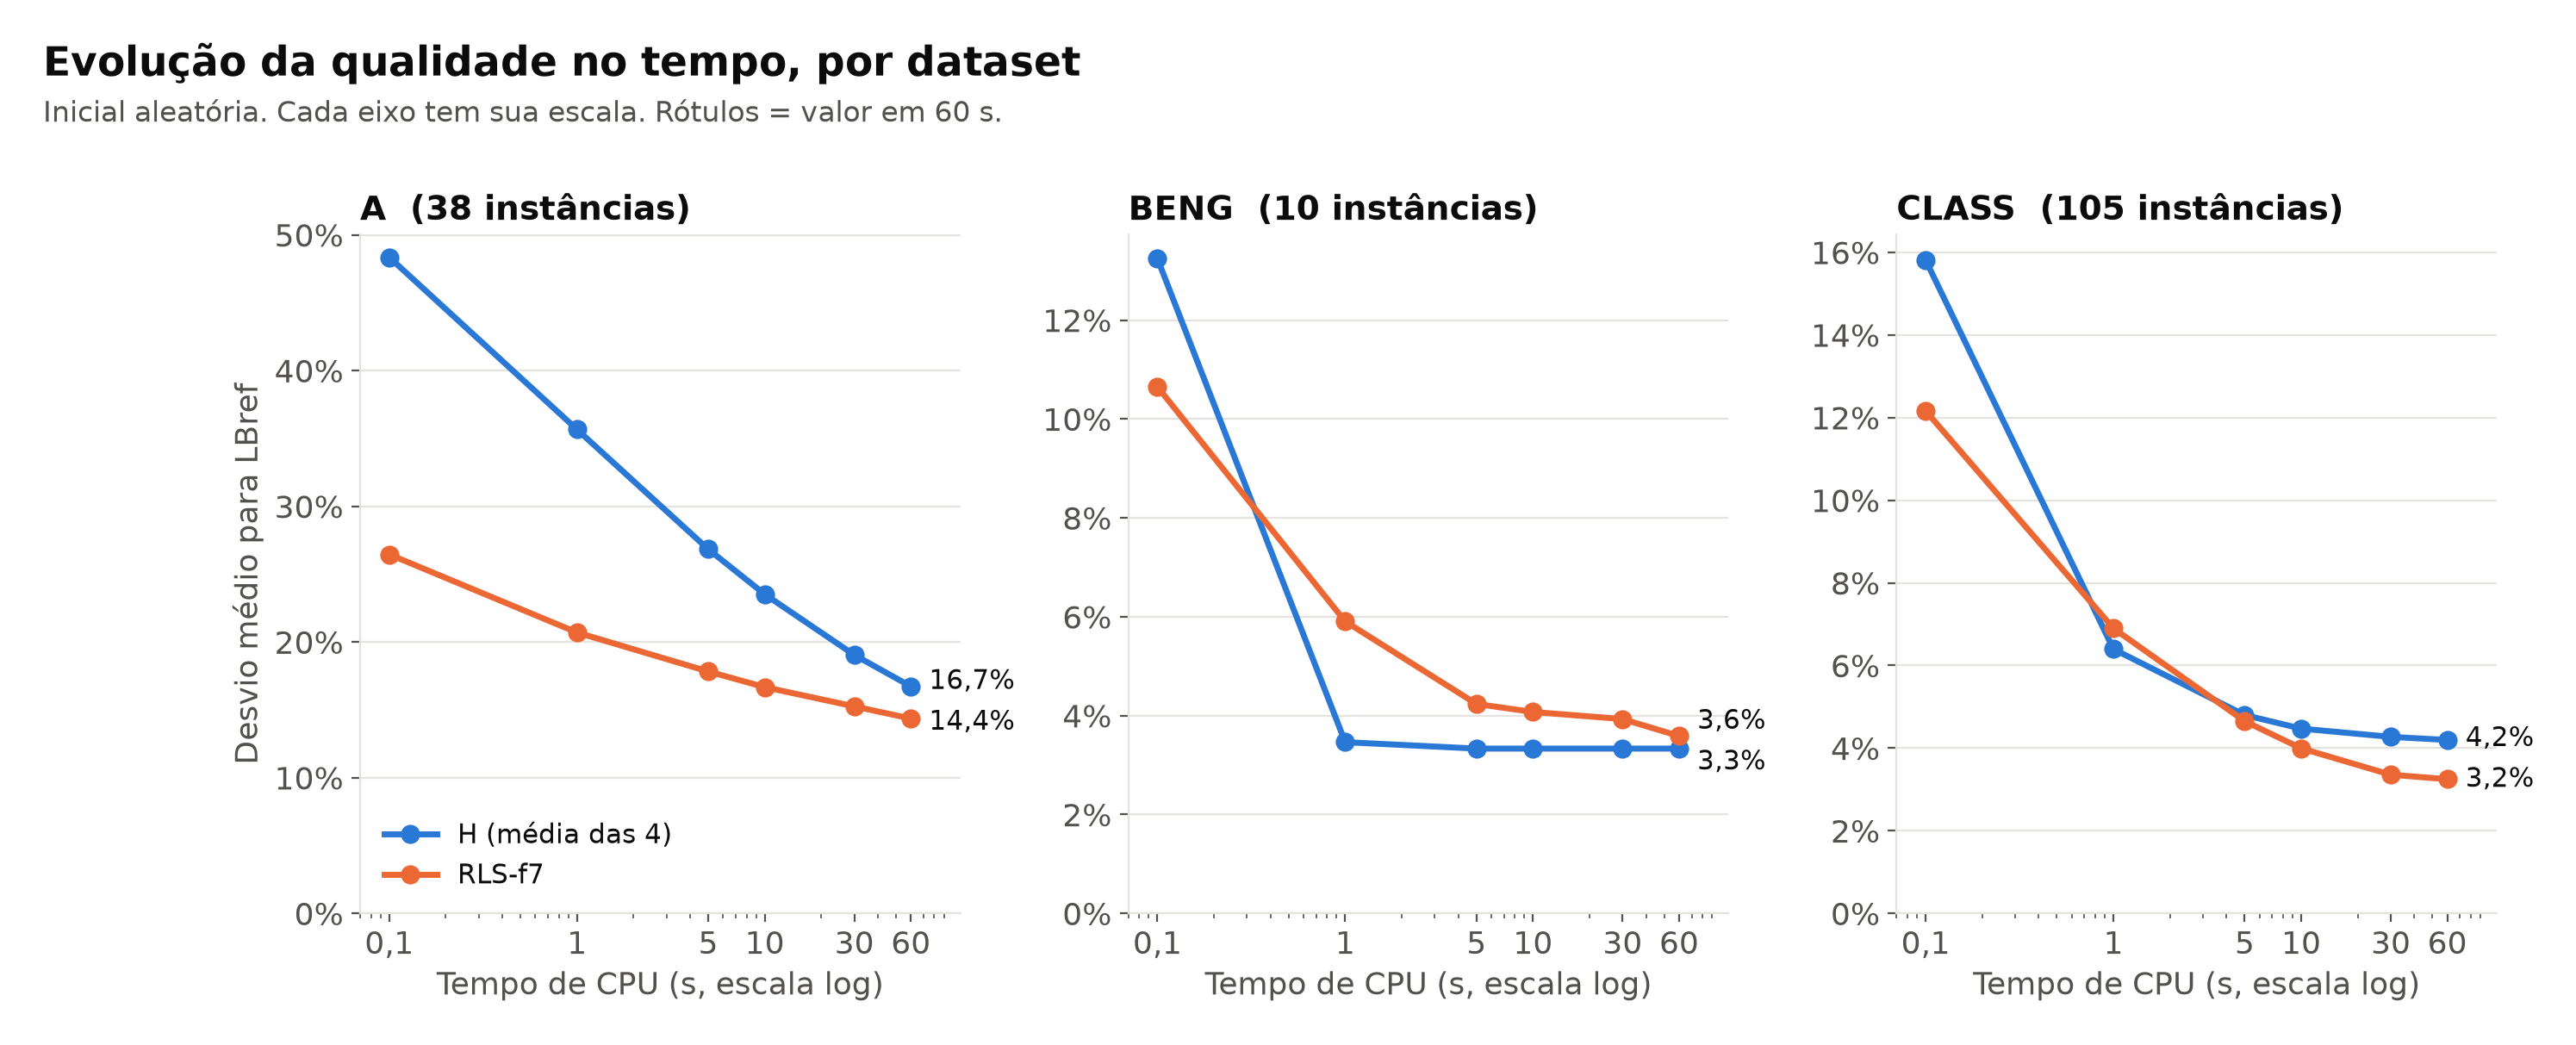 Evolução da qualidade no tempo, por dataset
Inicial aleatória. Cada eixo tem sua escala. Rótulos = valor em 60 s.
A (38 instâncias)
50%
40%
30%
20%
10%
0%
Desvio médio para LBref
16,7%
14,4%
H (média das 4)
RLS-f7
0,1 1 5 10 30 60
Tempo de CPU (s, escala log)
BENG (10 instâncias)
12%
10%
8%
6%
4%
2%
0%
3,6%
3,3%
0,1 1 5 10 30 60
Tempo de CPU (s, escala log)
CLASS (105 instâncias)
16%
14%
12%
10%
8%
6%
4%
2%
0%
4,2%
3,2%
0,1 1 5 10 30 60
Tempo de CPU (s, escala log)